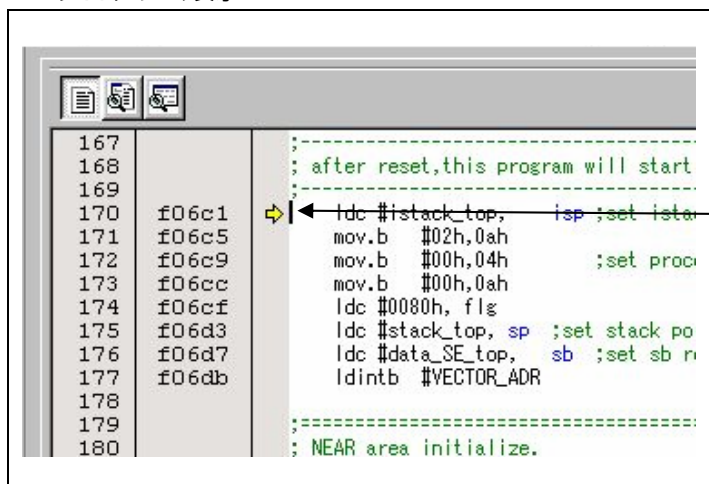 167 ;-----------------------------------------
168 ; after reset,this program will start
169 ;-----------------------------------------
170 f06c1 ldc #istack_top, isp ;set
171 f06c5 mov.b #02h,0ah
172 f06c9 mov.b #00h,04h ;set
173 f06cc mov.b #00h,0ah
174 f06cf ldc #0080h, flg
175 f06d3 ldc #stack_top, sp ;set stack
176 f06d7 ldc #data_SE_top, sb ;set sb
177 f06db ldintb #VECTOR_ADR
178
179 ;=========================================
180 ; NEAR area initialize.